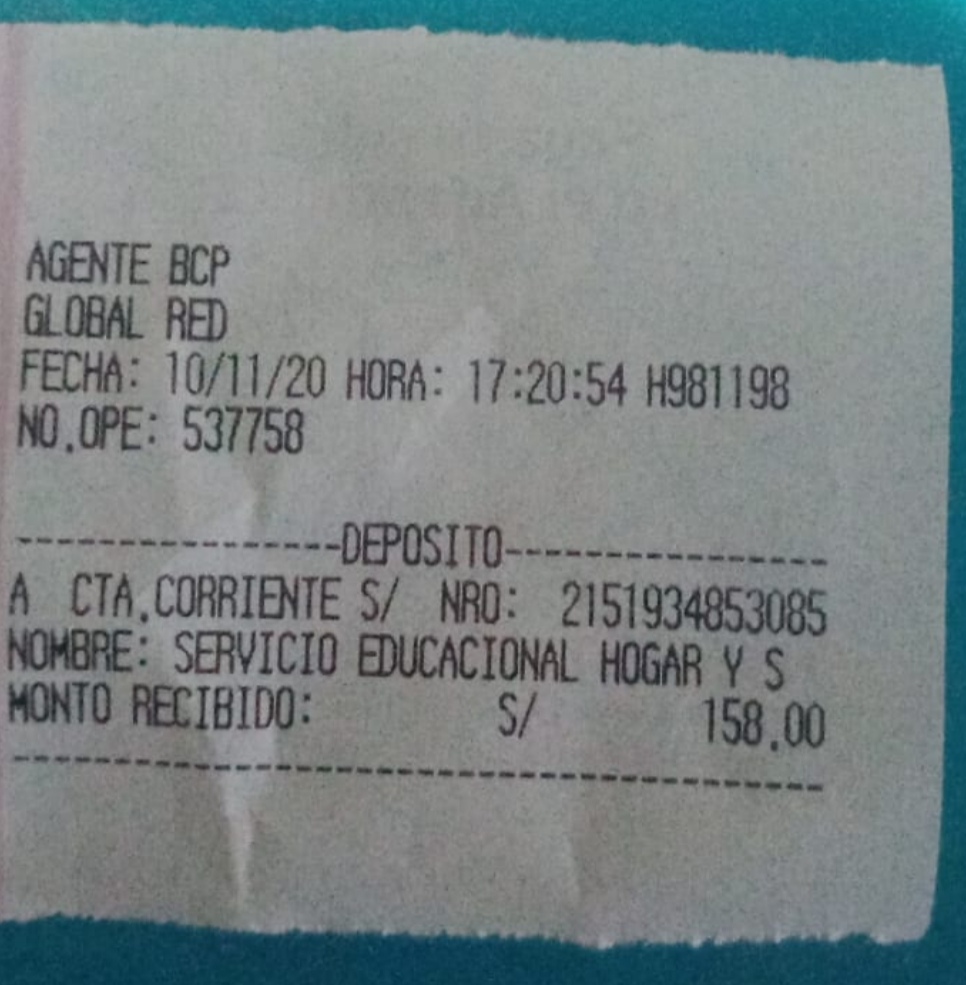 AGENTE BCP
GLOBAL RED
FECHA: 10/11/20 HORA: 17:20:54 H981198
NO.OPE: 537758
----------------DEPOSITO----------------
A CTA.CORRIENTE S/ NRO: 2151934853085
NOMBRE: SERVICIO EDUCACIONAL HOGAR Y S
MONTO RECIBIDO: S/ 158.00
----------------------------------------